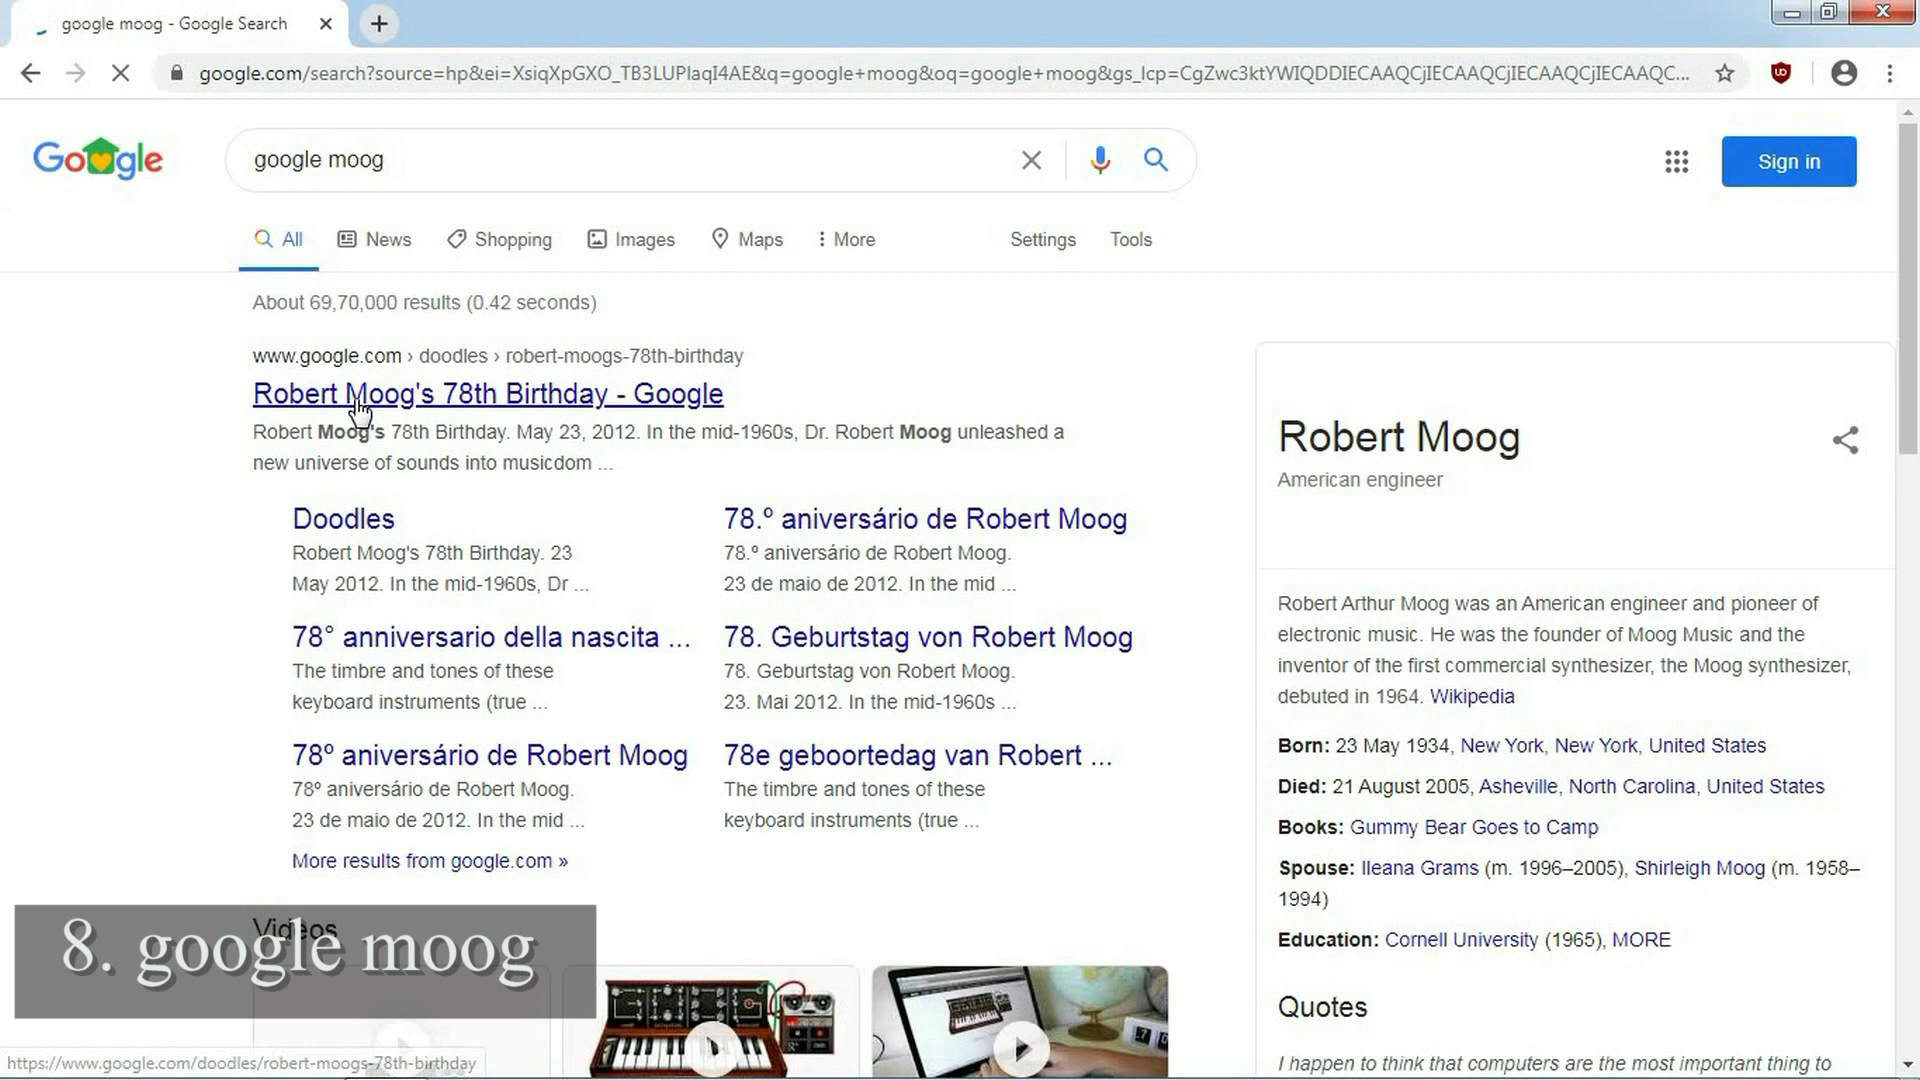 google moog - Google Search
google.com/search?source=hp&ei=XsiqXpGXO_TB3LUPlaqI4AE&q=google+moog&oq=google+moog&gs_lcp=CgZwc3ktYWIQDDIECAAQCjIECAAQCjIECAAQCjIECAAQC...
Google
google moog
Sign in
All News Shopping Images Maps More Settings Tools
About 69,70,000 results (0.42 seconds)
www.google.com › doodles › robert-moogs-78th-birthday
Robert Moog's 78th Birthday - Google
Robert Moog's 78th Birthday. May 23, 2012. In the mid-1960s, Dr. Robert Moog unleashed a
new universe of sounds into musicdom ...
Doodles
Robert Moog's 78th Birthday. 23
May 2012. In the mid-1960s, Dr ...
78.º aniversário de Robert Moog
78.º aniversário de Robert Moog.
23 de maio de 2012. In the mid ...
78° anniversario della nascita ...
The timbre and tones of these
keyboard instruments (true ...
78. Geburtstag von Robert Moog
78. Geburtstag von Robert Moog.
23. Mai 2012. In the mid-1960s ...
78º aniversário de Robert Moog
78º aniversário de Robert Moog.
23 de maio de 2012. In the mid ...
78e geboortedag van Robert ...
The timbre and tones of these
keyboard instruments (true ...
More results from google.com »
Videos
8. google moog
https://www.google.com/doodles/robert-moogs-78th-birthday
Robert Moog
American engineer
Robert Arthur Moog was an American engineer and pioneer of
electronic music. He was the founder of Moog Music and the
inventor of the first commercial synthesizer, the Moog synthesizer,
debuted in 1964. Wikipedia
Born: 23 May 1934, New York, New York, United States
Died: 21 August 2005, Asheville, North Carolina, United States
Books: Gummy Bear Goes to Camp
Spouse: Ileana Grams (m. 1996–2005), Shirleigh Moog (m. 1958–
1994)
Education: Cornell University (1965), MORE
Quotes
I happen to think that computers are the most important thing to